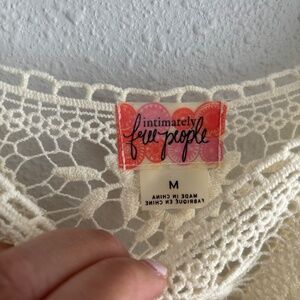 intimately
free people
M
MADE IN CHINA
FABRIQUÉ EN CHINE